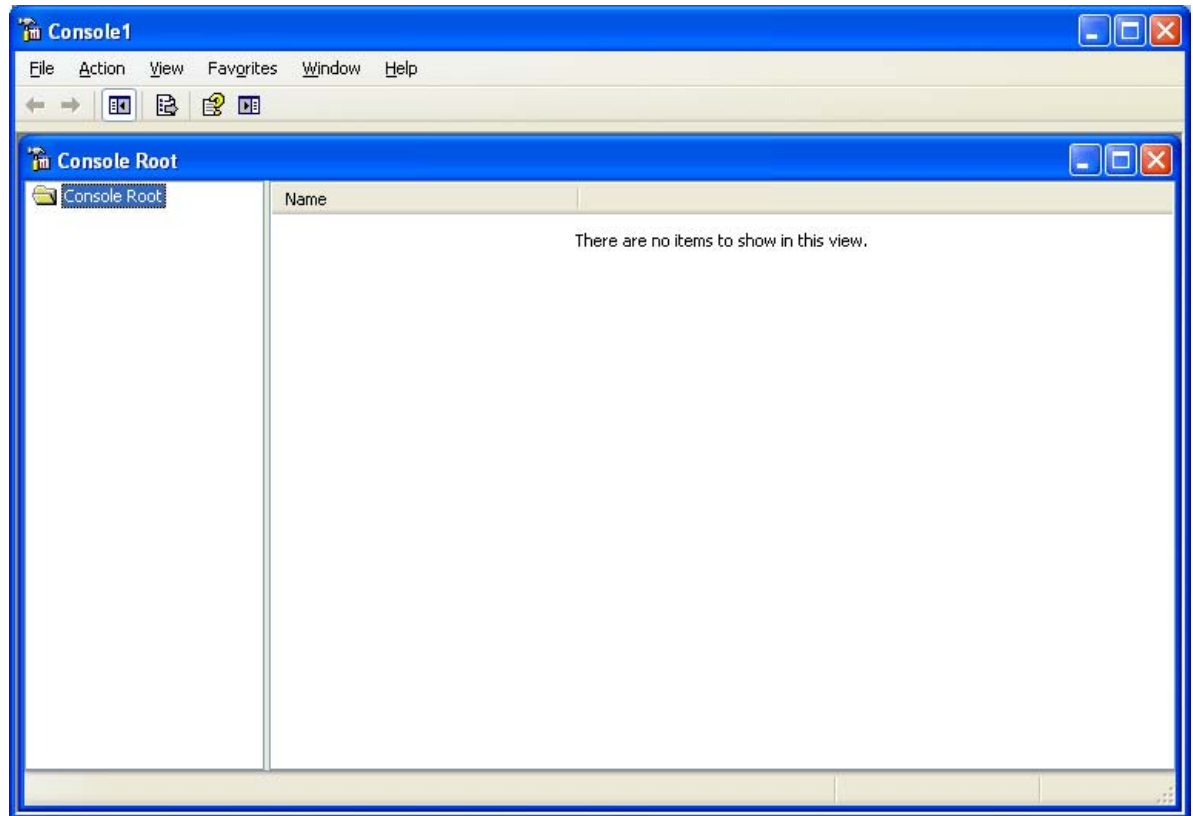 Console1
File Action View Favorites Window Help
Console Root
Console Root
Name
There are no items to show in this view.